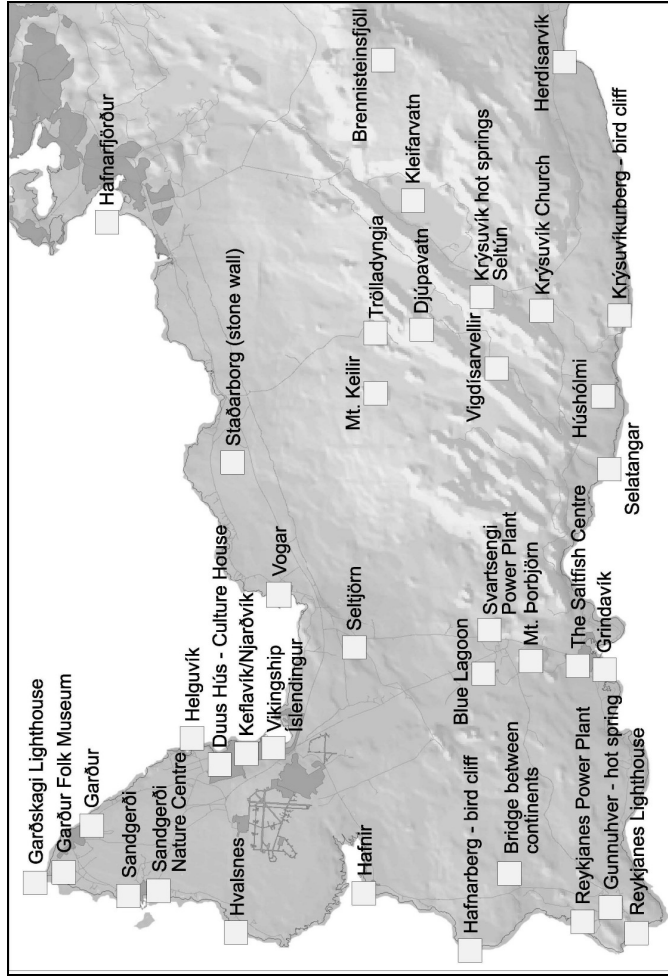 Garðskagi Lighthouse
Garður Folk Museum
Garður
Sandgerði
Sandgerði
Nature Centre
Hvalsnes
Helguvík
Duus Hús - Culture House
Keflavík/Njarðvík
Vikingship
Íslendingur
Hafnir
Hafnarberg - bird cliff
Bridge between
continents
Reykjanes Power Plant
Gunnuhver - hot spring
Reykjanes Lighthouse
Vogar
Seltjörn
Blue Lagoon
Svartsengi
Power Plant
Mt. Þorbjörn
The Saltfish Centre
Grindavík
Staðarborg (stone wall)
Hafnarfjörður
Mt. Keilir
Trölladyngja
Djúpavatn
Vigdísarvellir
Selatangar
Húshólmi
Kleifarvatn
Krýsuvík hot springs
Seltún
Krýsuvík Church
Krýsuvíkurberg - bird cliff
Brennisteinsfjöll
Herdísarvík